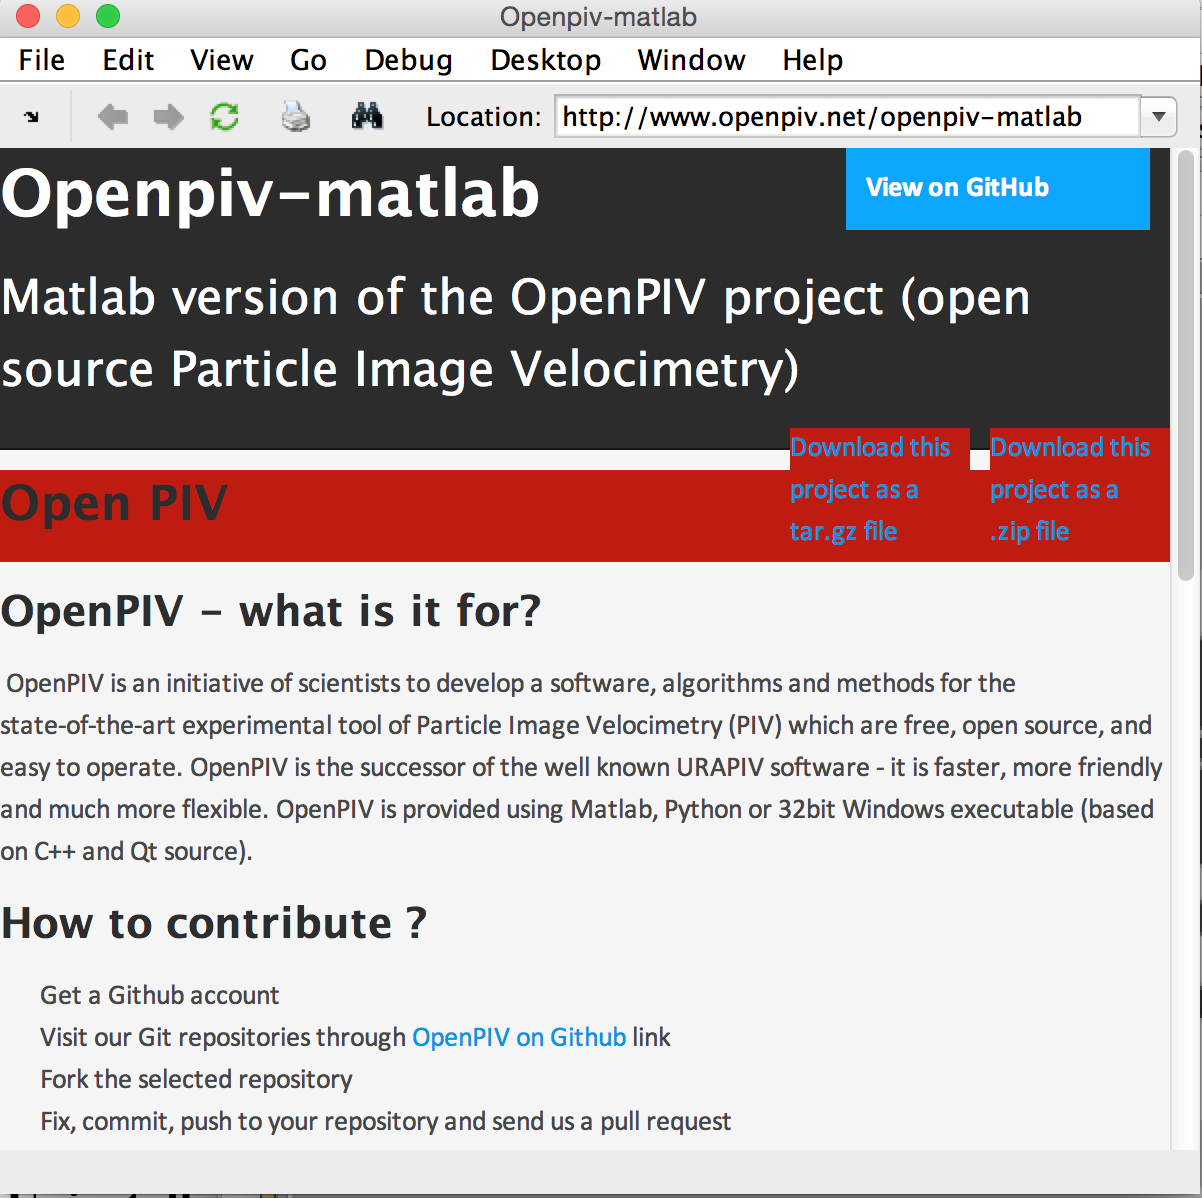 Openpiv-matlab
File Edit View Go Debug Desktop Window Help
Location: http://www.openpiv.net/openpiv-matlab
Openpiv-matlab
View on GitHub
Matlab version of the OpenPIV project (open
source Particle Image Velocimetry)
Download this
project as a
tar.gz file
Download this
project as a
.zip file
Open PIV
OpenPIV - what is it for?
OpenPIV is an initiative of scientists to develop a software, algorithms and methods for the
state-of-the-art experimental tool of Particle Image Velocimetry (PIV) which are free, open source, and
easy to operate. OpenPIV is the successor of the well known URAPIV software - it is faster, more friendly
and much more flexible. OpenPIV is provided using Matlab, Python or 32bit Windows executable (based
on C++ and Qt source).
How to contribute ?
Get a Github account
Visit our Git repositories through OpenPIV on Github link
Fork the selected repository
Fix, commit, push to your repository and send us a pull request